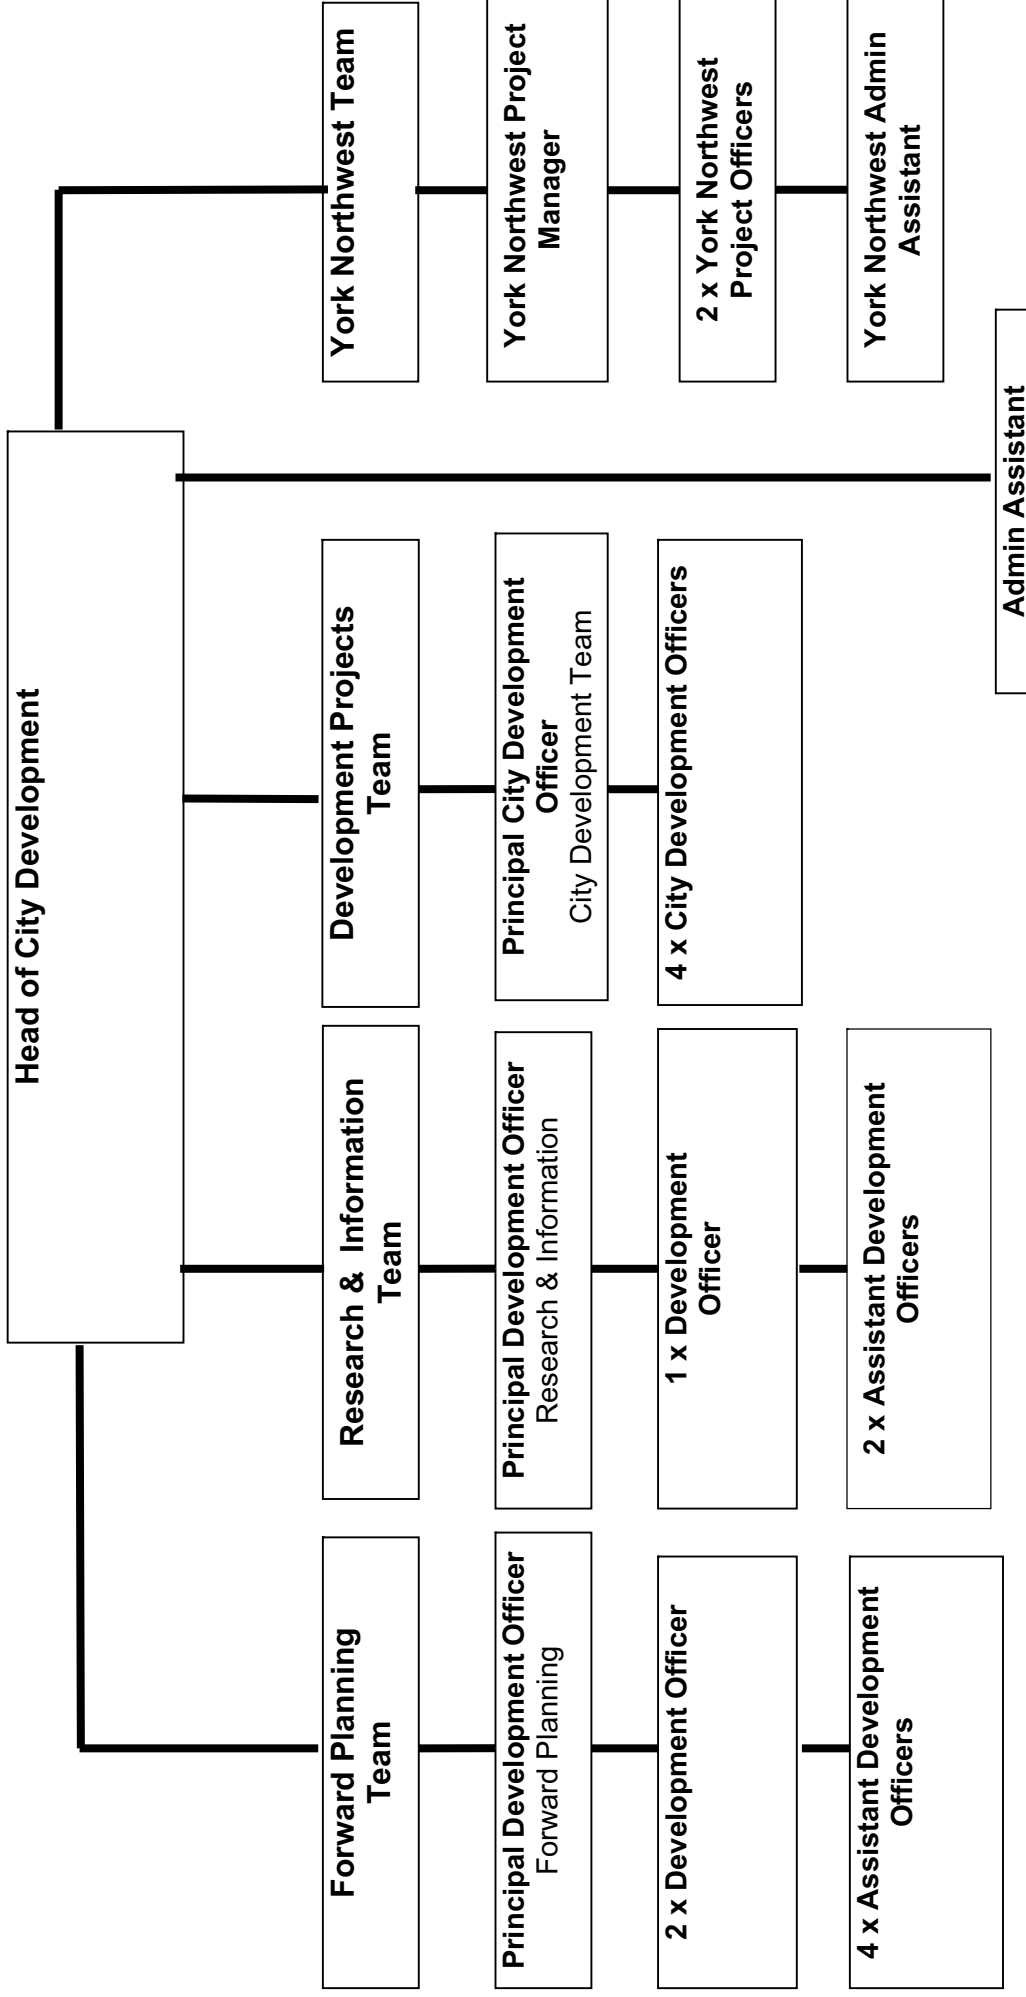 Head of City Development
Forward Planning
Team
Principal Development Officer
Forward Planning
2 x Development Officer
4 x Assistant Development
Officers
Research & Information
Team
Principal Development Officer
Research & Information
1 x Development
Officer
2 x Assistant Development
Officers
Development Projects
Team
Principal City Development
Officer
City Development Team
4 x City Development Officers
Admin Assistant
York Northwest Team
York Northwest Project
Manager
2 x York Northwest
Project Officers
York Northwest Admin
Assistant